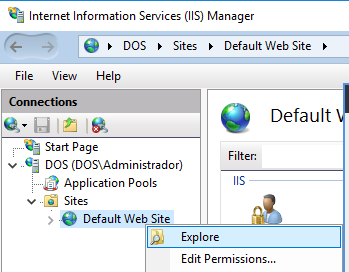 Internet Information Services (IIS) Manager
DOS Sites Default Web Site
File View Help
Connections
Start Page
DOS (DOS\Administrador)
Application Pools
Sites
Default Web Site
Default
Filter:
IIS
Explore
Edit Permissions...